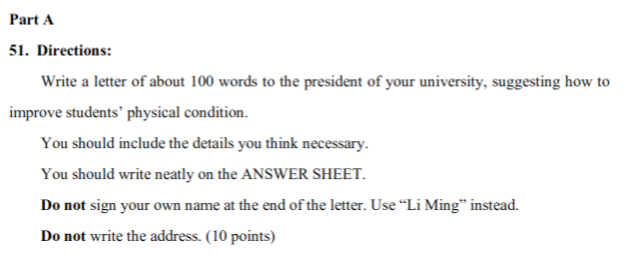 Part A
51. Directions:
Write a letter of about 100 words to the president of your university, suggesting how to
improve students’ physical condition.
You should include the details you think necessary.
You should write neatly on the ANSWER SHEET.
Do not sign your own name at the end of the letter. Use “Li Ming” instead.
Do not write the address. (10 points)